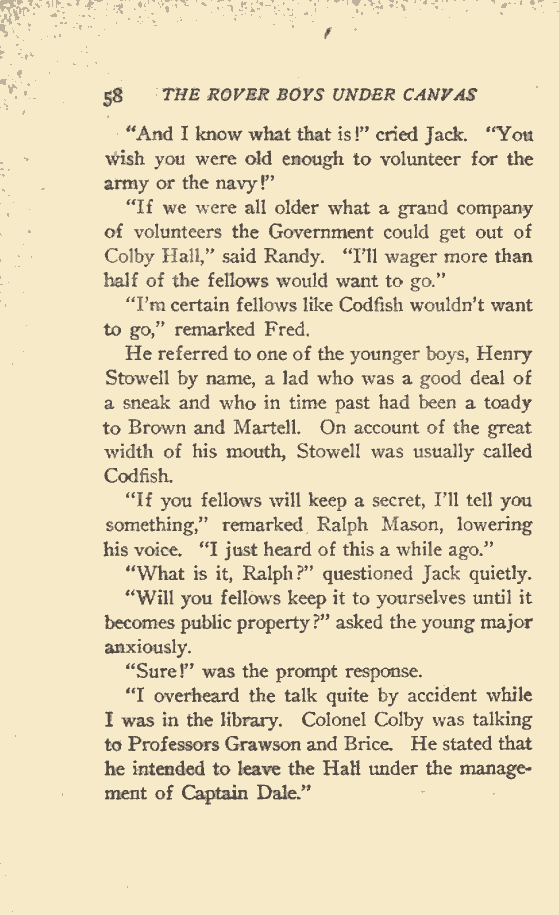 58 THE ROVER BOYS UNDER CANVAS
“And I know what that is!” cried Jack. “You
wish you were old enough to volunteer for the
army or the navy!”
“If we were all older what a grand company
of volunteers the Government could get out of
Colby Hall,” said Randy. “I’ll wager more than
half of the fellows would want to go.”
“I’m certain fellows like Codfish wouldn’t want
to go,” remarked Fred.
He referred to one of the younger boys, Henry
Stowell by name, a lad who was a good deal of
a sneak and who in time past had been a toady
to Brown and Martell. On account of the great
width of his mouth, Stowell was usually called
Codfish.
“If you fellows will keep a secret, I’ll tell you
something,” remarked Ralph Mason, lowering
his voice. “I just heard of this a while ago.”
“What is it, Ralph?” questioned Jack quietly.
“Will you fellows keep it to yourselves until it
becomes public property?” asked the young major
anxiously.
“Sure!” was the prompt response.
“I overheard the talk quite by accident while
I was in the library. Colonel Colby was talking
to Professors Grawson and Brice. He stated that
he intended to leave the Hall under the manage-
ment of Captain Dale.”